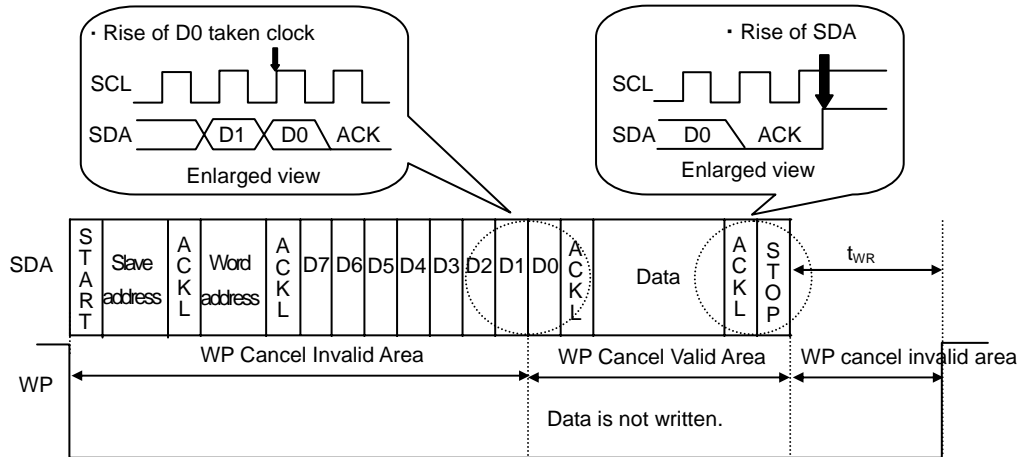 ・Rise of D0 taken clock
SCL
SDA D1 D0 ACK
Enlarged view
・Rise of SDA
SCL
SDA D0 ACK
Enlarged view
SDA START Slave address ACKL Word address ACKL D7 D6 D5 D4 D3 D2 D1 D0 ACKL Data ACKL STOP tWR
WP Cancel Invalid Area WP Cancel Valid Area WP cancel invalid area
WP
Data is not written.